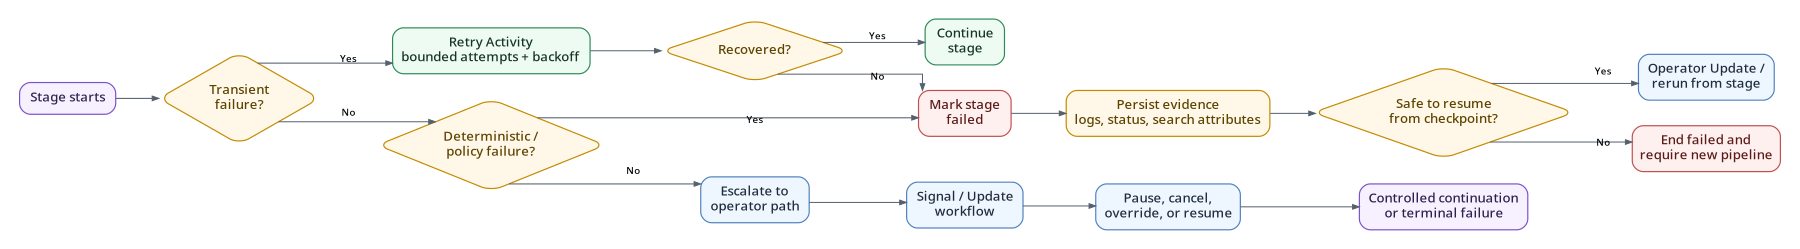 Stage starts
Transient
failure?
Yes
No
Retry Activity
bounded attempts + backoff
Deterministic /
policy failure?
Recovered?
Yes
No
Continue
stage
Yes
Mark stage
failed
No
Escalate to
operator path
Signal / Update
workflow
Pause, cancel,
override, or resume
Controlled continuation
or terminal failure
Persist evidence
logs, status, search attributes
Safe to resume
from checkpoint?
Yes
Operator Update /
rerun from stage
No
End failed and
require new pipeline